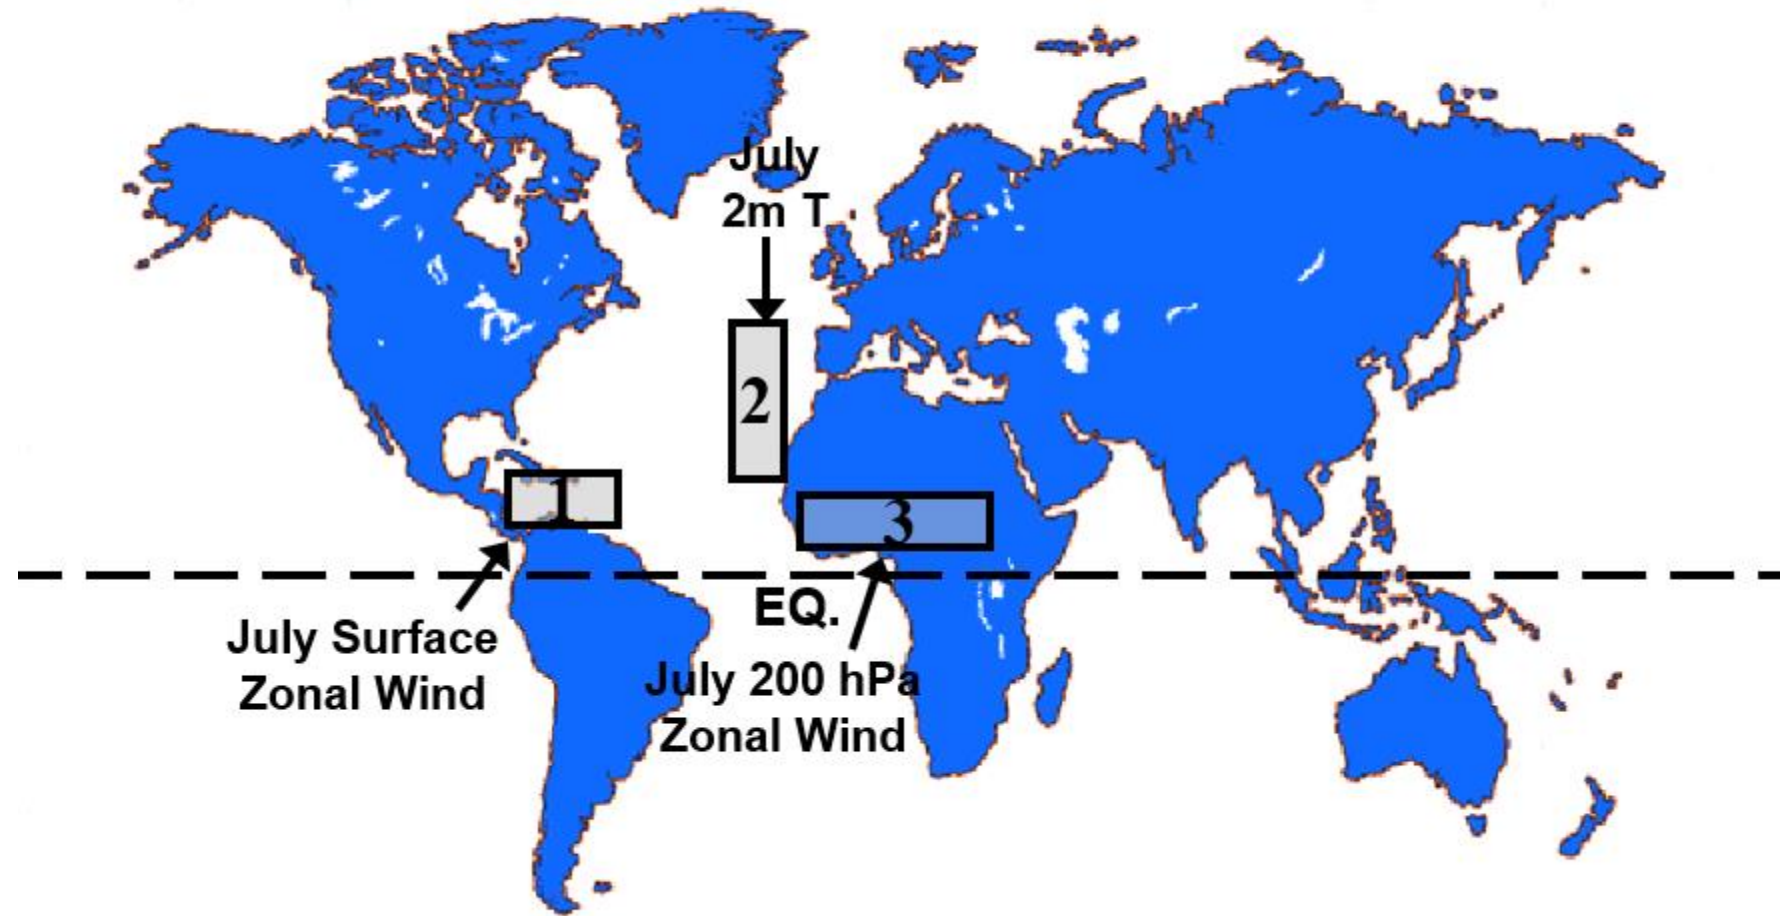 July
2m T
2
1
3
EQ.
July Surface
Zonal Wind
July 200 hPa
Zonal Wind